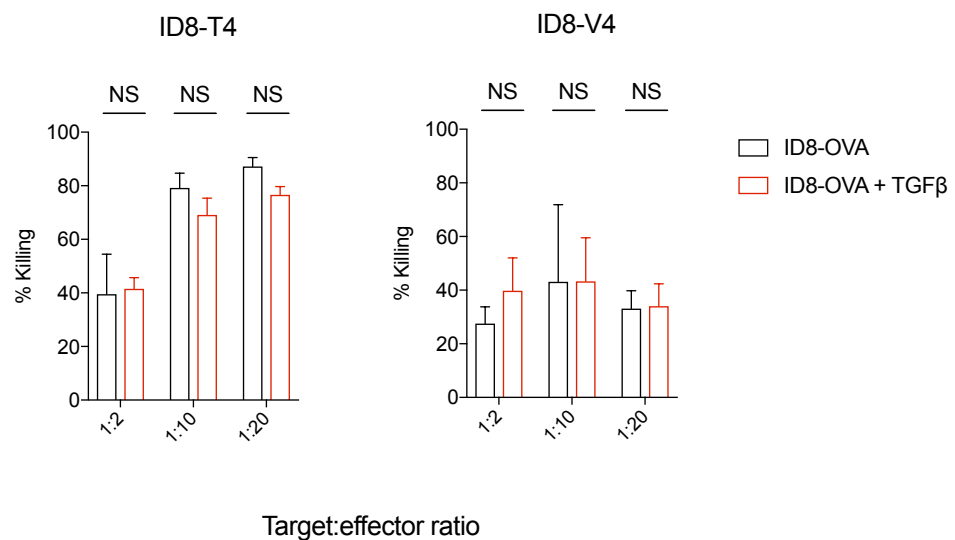 ID8-T4
NS NS NS
100
80
60
40
20
0
% Killing
1:2 1:10 1:20
ID8-V4
NS NS NS
100
80
60
40
20
0
% Killing
1:2 1:10 1:20
ID8-OVA
ID8-OVA + TGFβ
Target:effector ratio